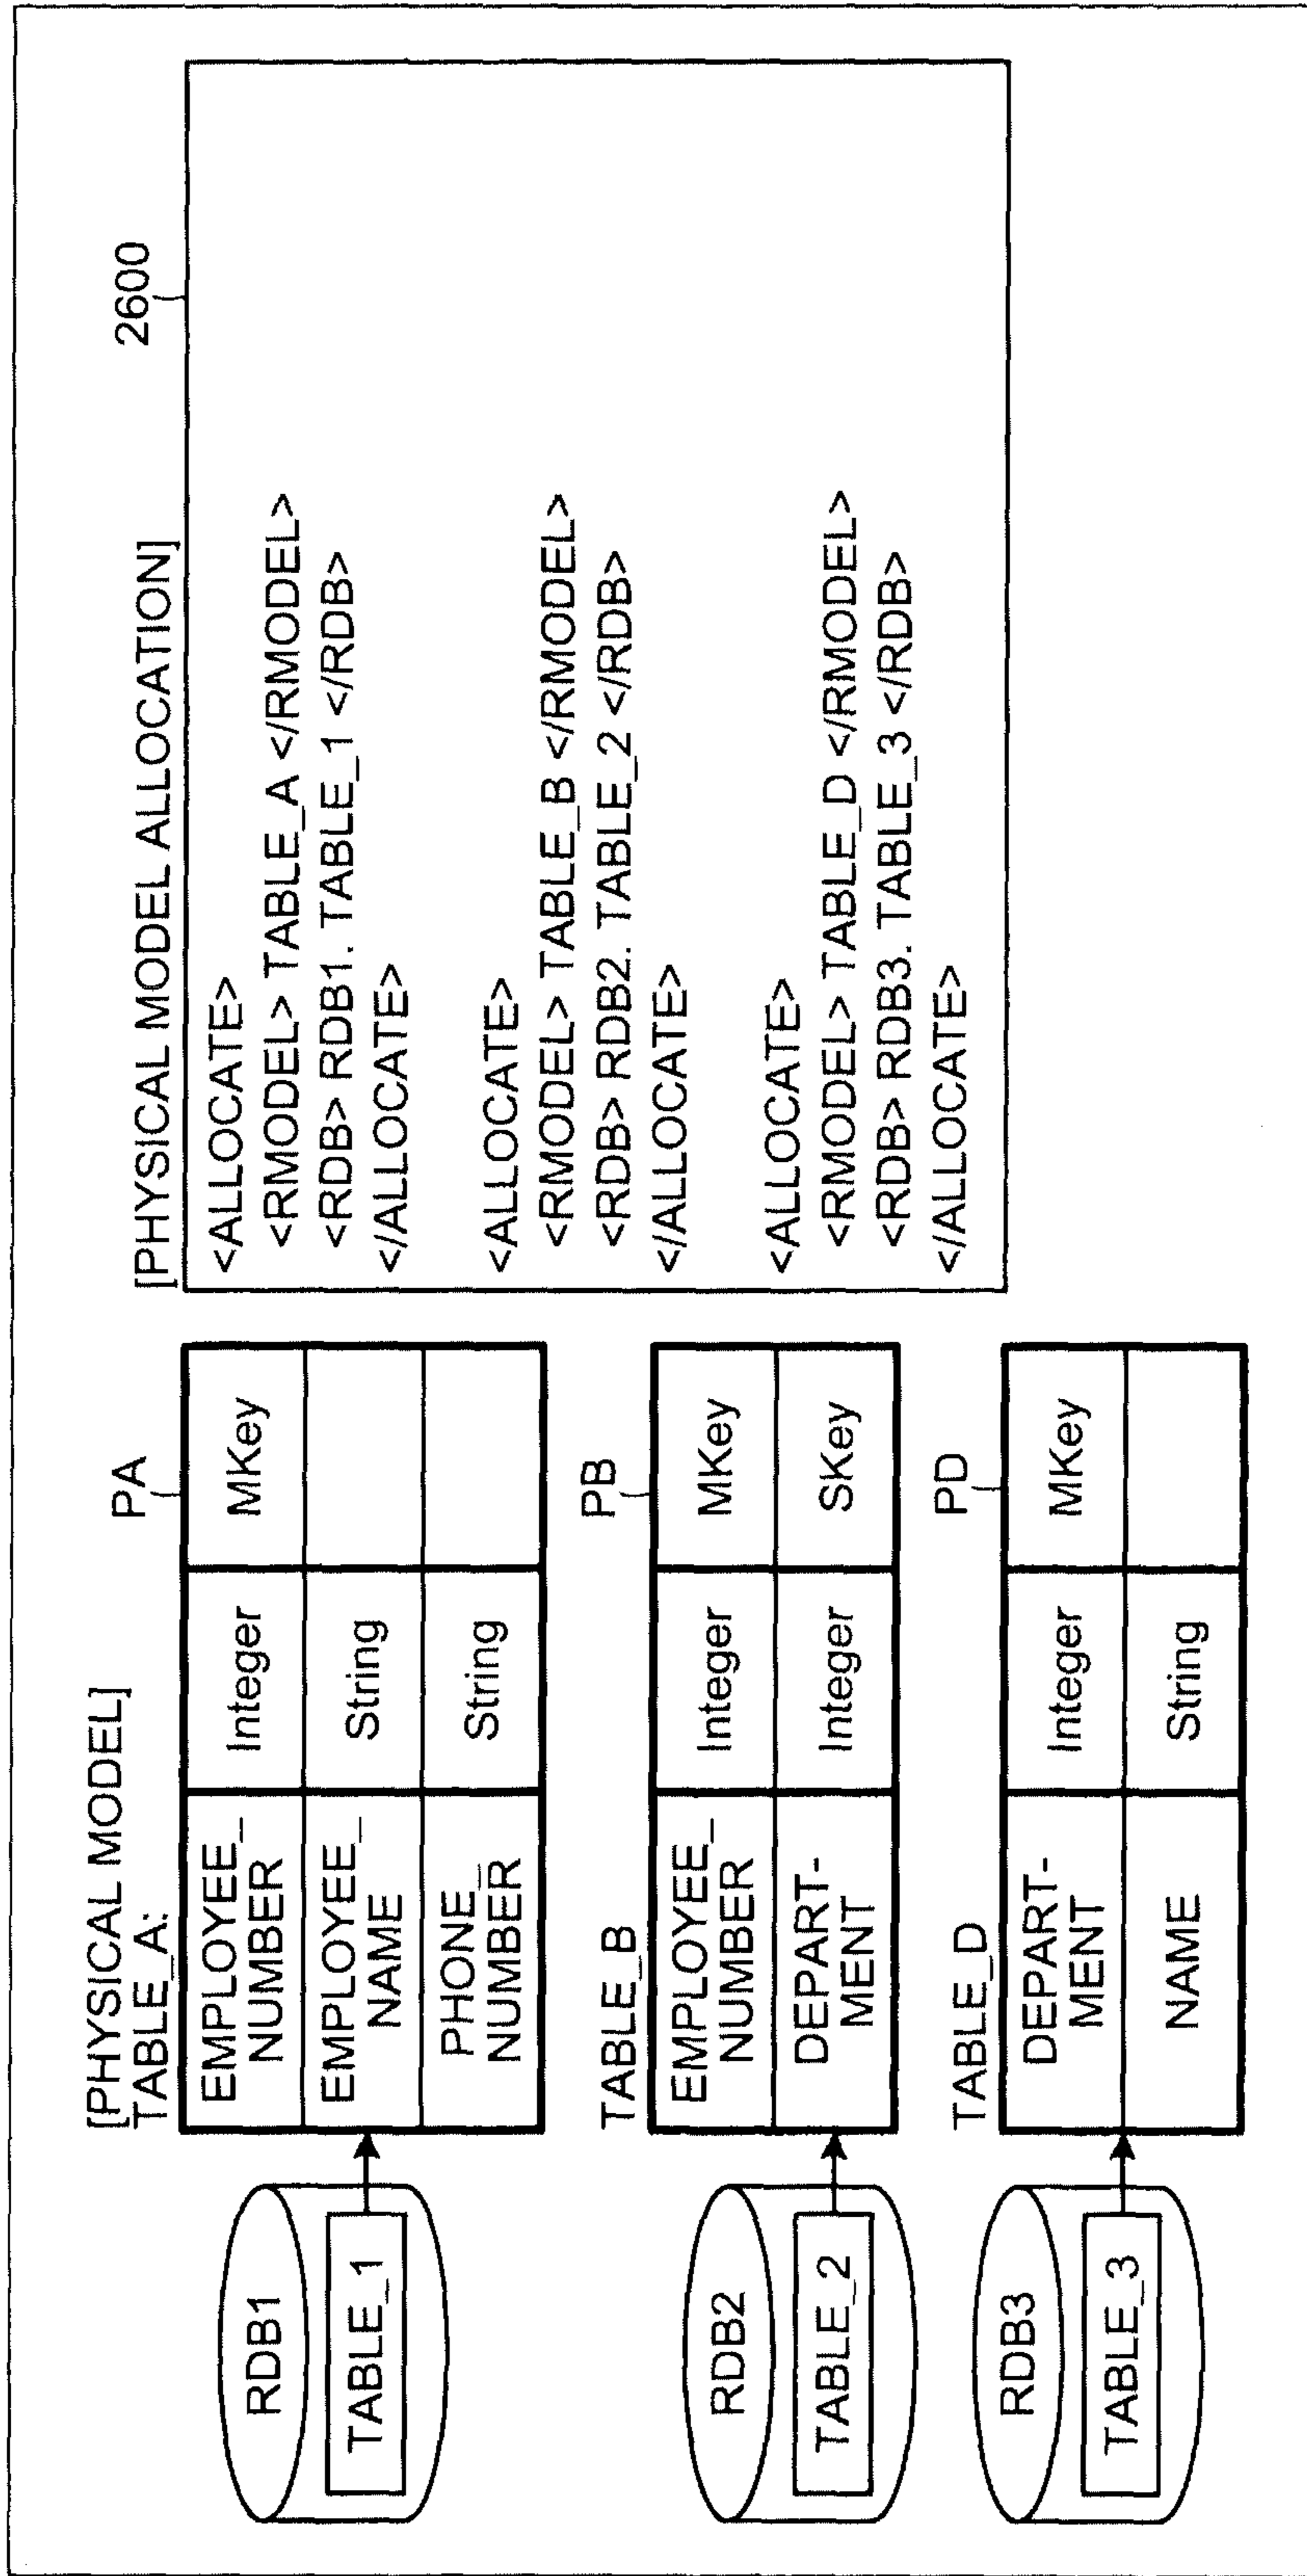 [PHYSICAL MODEL]
TABLE_A:
RDB1
TABLE_1
PA
EMPLOYEE_
NUMBER
Integer
MKey
EMPLOYEE_
NAME
String
PHONE_
NUMBER
String
RDB2
TABLE_2
TABLE_B
PB
EMPLOYEE_
NUMBER
Integer
MKey
DEPART-
MENT
Integer
SKey
RDB3
TABLE_3
TABLE_D
PD
DEPART-
MENT
Integer
MKey
NAME
String
[PHYSICAL MODEL ALLOCATION]
2600
<ALLOCATE>
<RMODEL> TABLE_A </RMODEL>
<RDB> RDB1. TABLE_1 </RDB>
</ALLOCATE>
<ALLOCATE>
<RMODEL> TABLE_B </RMODEL>
<RDB> RDB2. TABLE_2 </RDB>
</ALLOCATE>
<ALLOCATE>
<RMODEL> TABLE_D </RMODEL>
<RDB> RDB3. TABLE_3 </RDB>
</ALLOCATE>